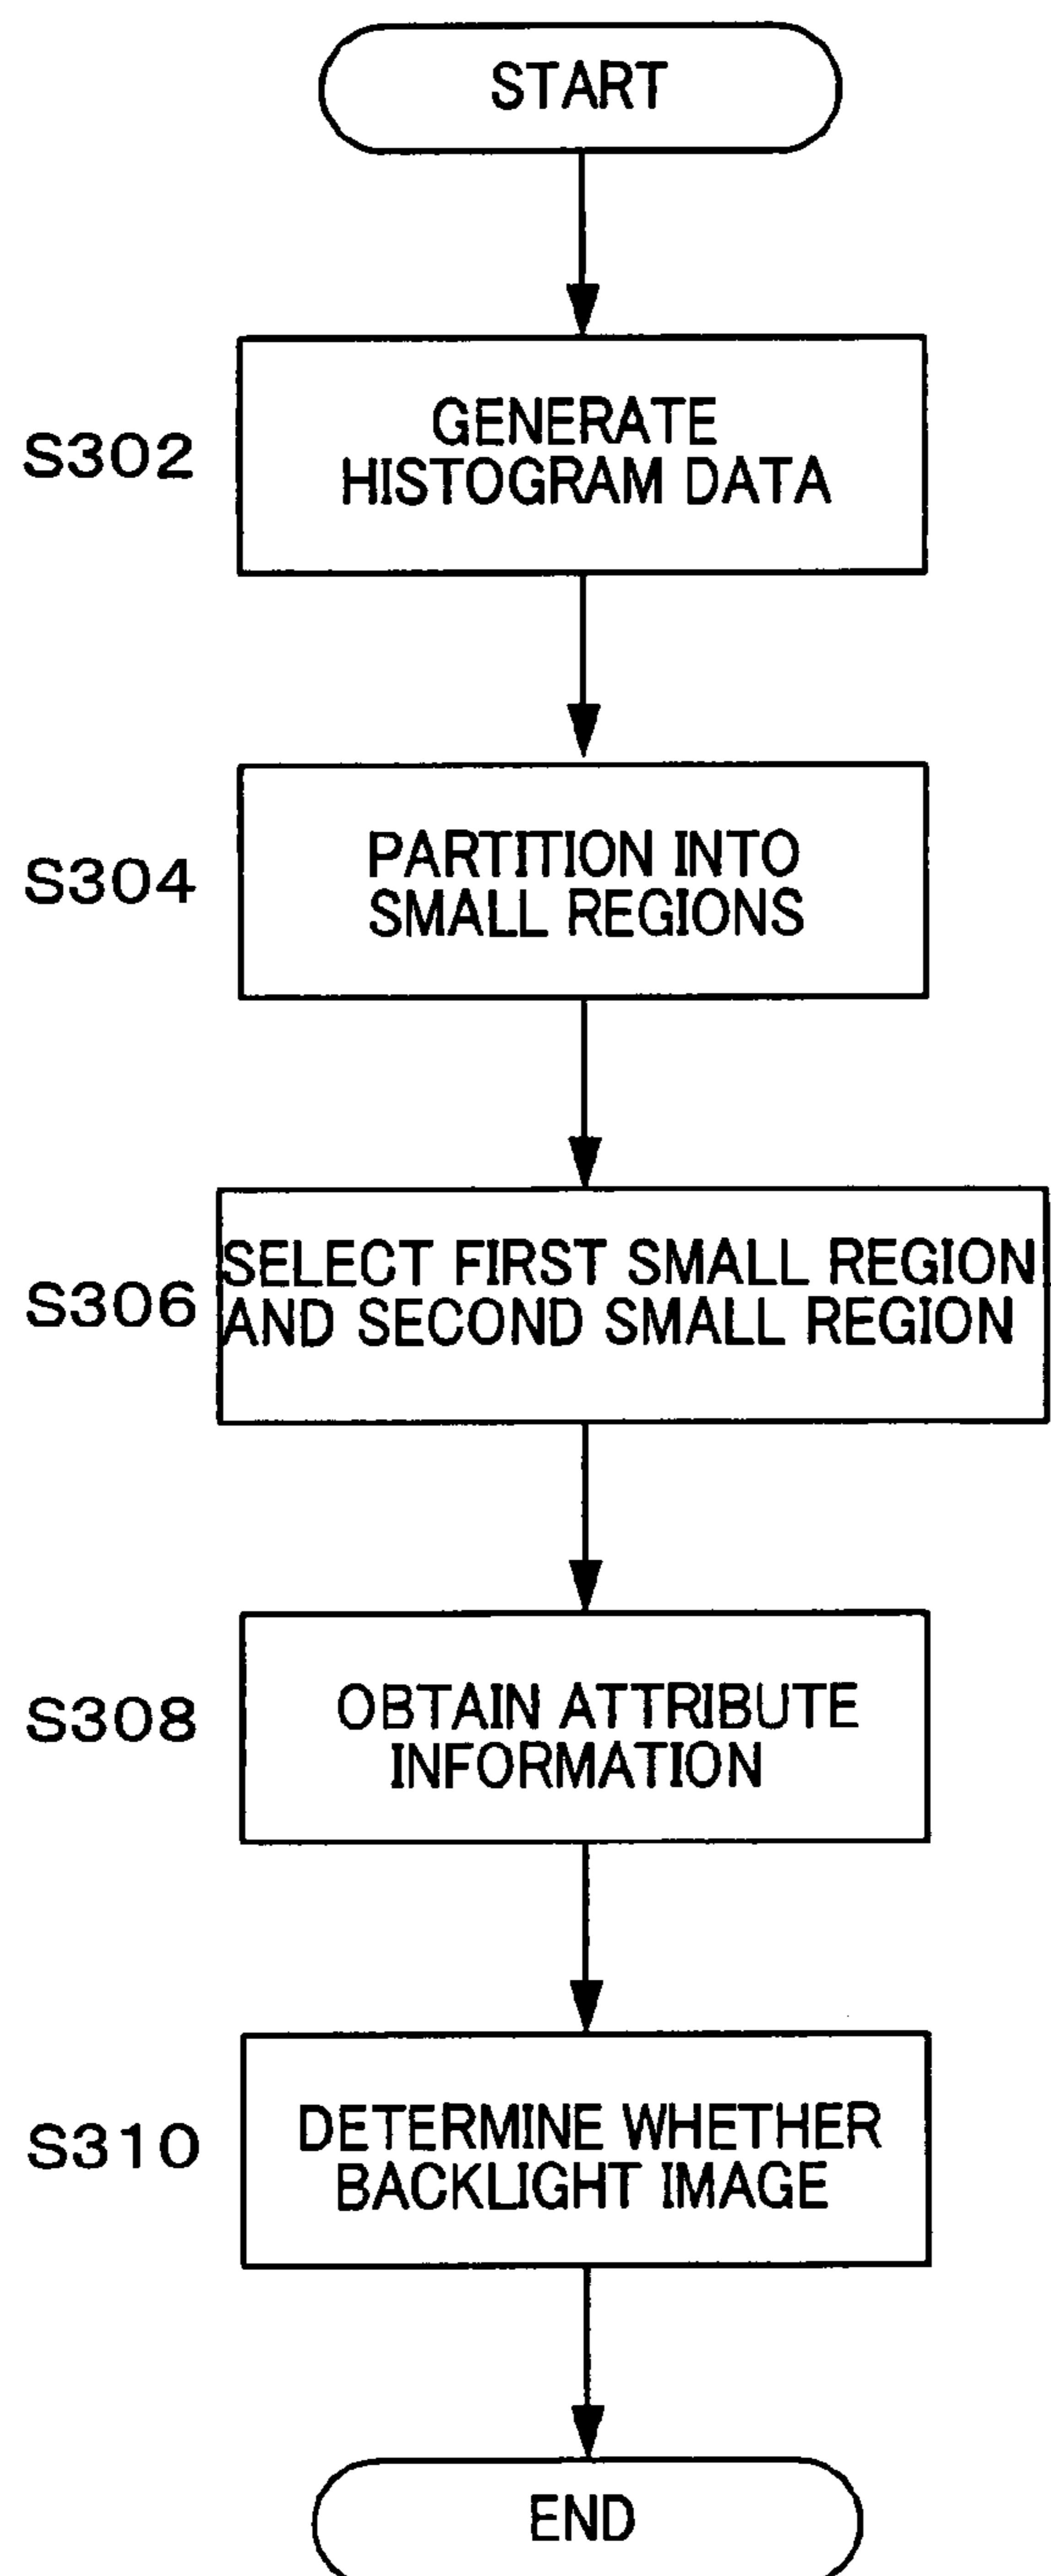 START
S302
GENERATE
HISTOGRAM DATA
S304
PARTITION INTO
SMALL REGIONS
S306
SELECT FIRST SMALL REGION
AND SECOND SMALL REGION
S308
OBTAIN ATTRIBUTE
INFORMATION
S310
DETERMINE WHETHER
BACKLIGHT IMAGE
END